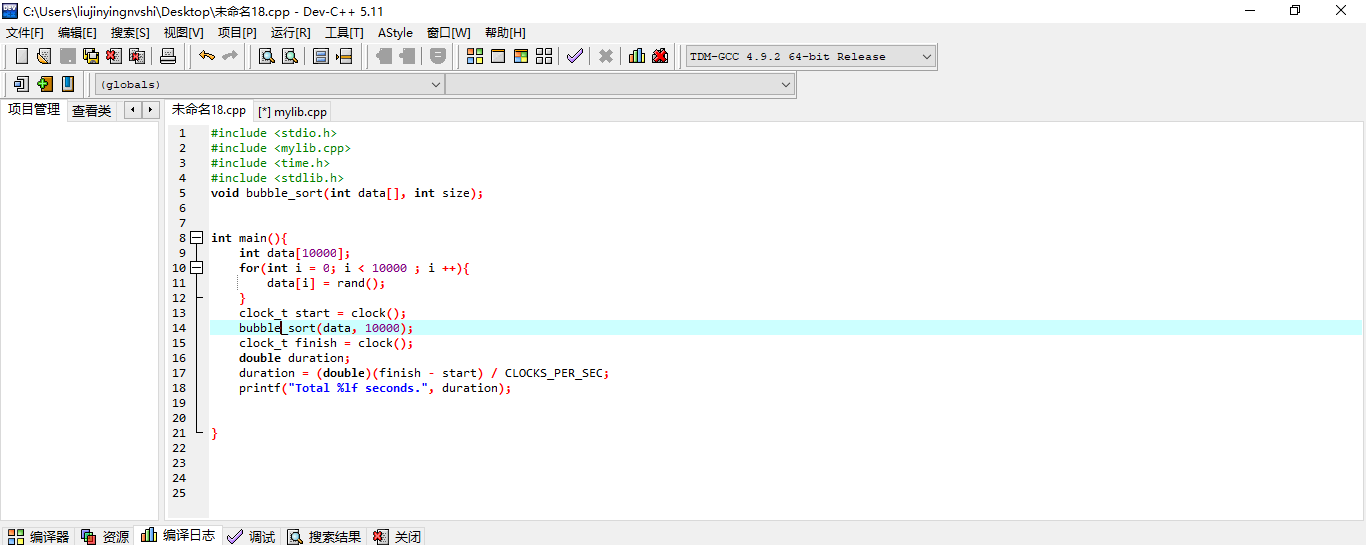 C:\Users\liujinyingnvshi\Desktop\未命名18.cpp - Dev-C++ 5.11
文件[F] 编辑[E] 搜索[S] 视图[V] 项目[P] 运行[R] 工具[T] AStyle 窗口[W] 帮助[H]
TDM-GCC 4.9.2 64-bit Release
(globals)
项目管理 查看类 未命名18.cpp [*] mylib.cpp
1 #include <stdio.h>
2 #include <mylib.cpp>
3 #include <time.h>
4 #include <stdlib.h>
5 void bubble_sort(int data[], int size);
6
7
8 int main(){
9 int data[10000];
10 for(int i = 0; i < 10000 ; i ++){
11 data[i] = rand();
12 }
13 clock_t start = clock();
14 bubble_sort(data, 10000);
15 clock_t finish = clock();
16 double duration;
17 duration = (double)(finish - start) / CLOCKS_PER_SEC;
18 printf("Total %lf seconds.", duration);
19
20
21 }
22
23
24
25
编译器 资源 编译日志 调试 搜索结果 关闭